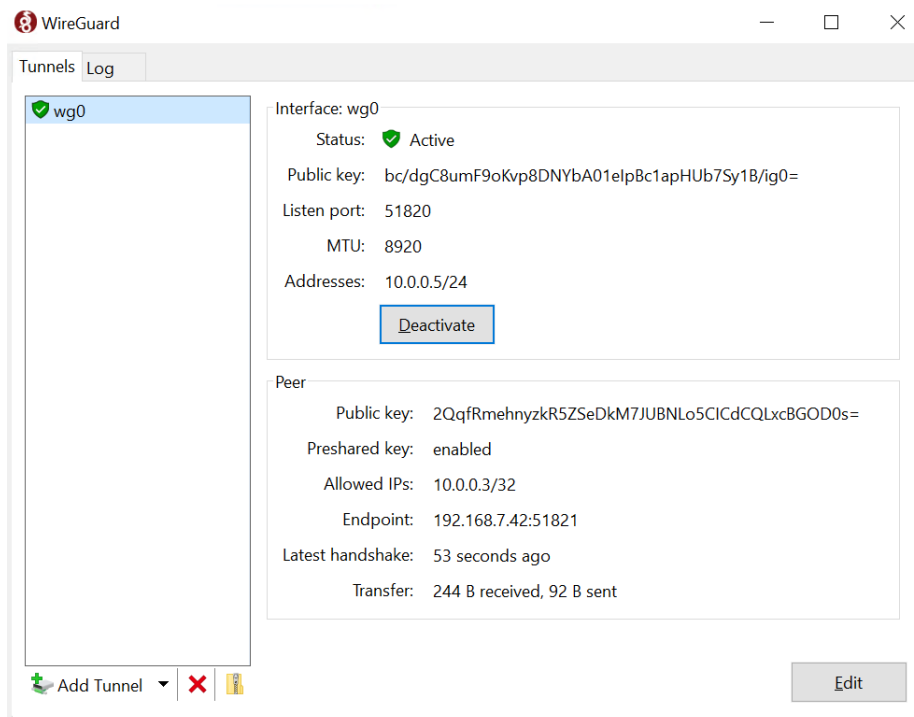 WireGuard
Tunnels Log
wg0
Interface: wg0
Status: Active
Public key: bc/dgC8umF9oKvp8DNYbA01eIpBc1apHUb7Sy1B/ig0=
Listen port: 51820
MTU: 8920
Addresses: 10.0.0.5/24
Deactivate
Peer
Public key: 2QqfRmehnyzkR5ZSeDkM7JUBNLo5CICdCQLxcBGOD0s=
Preshared key: enabled
Allowed IPs: 10.0.0.3/32
Endpoint: 192.168.7.42:51821
Latest handshake: 53 seconds ago
Transfer: 244 B received, 92 B sent
Add Tunnel
Edit